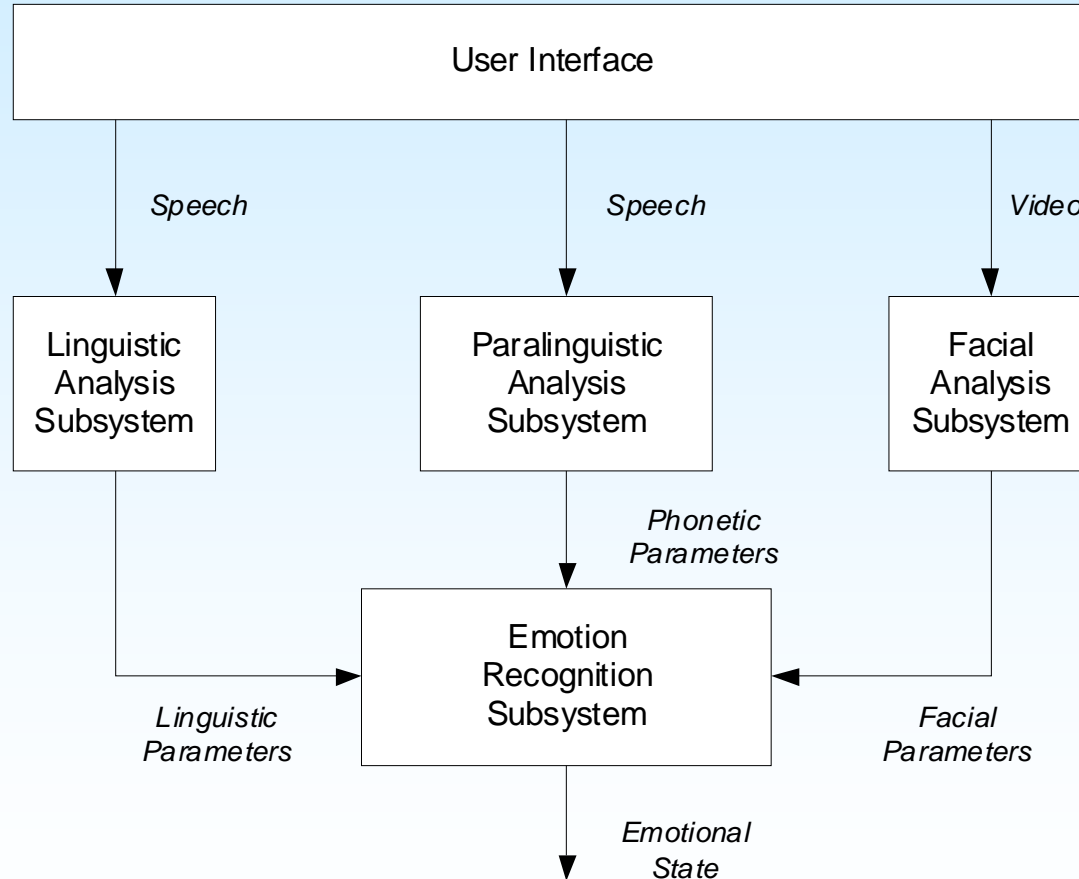 User Interface
Speech
Speech
Video
Linguistic
Analysis
Subsystem
Paralinguistic
Analysis
Subsystem
Facial
Analysis
Subsystem
Phonetic
Parameters
Emotion
Recognition
Subsystem
Linguistic
Parameters
Facial
Parameters
Emotional
State